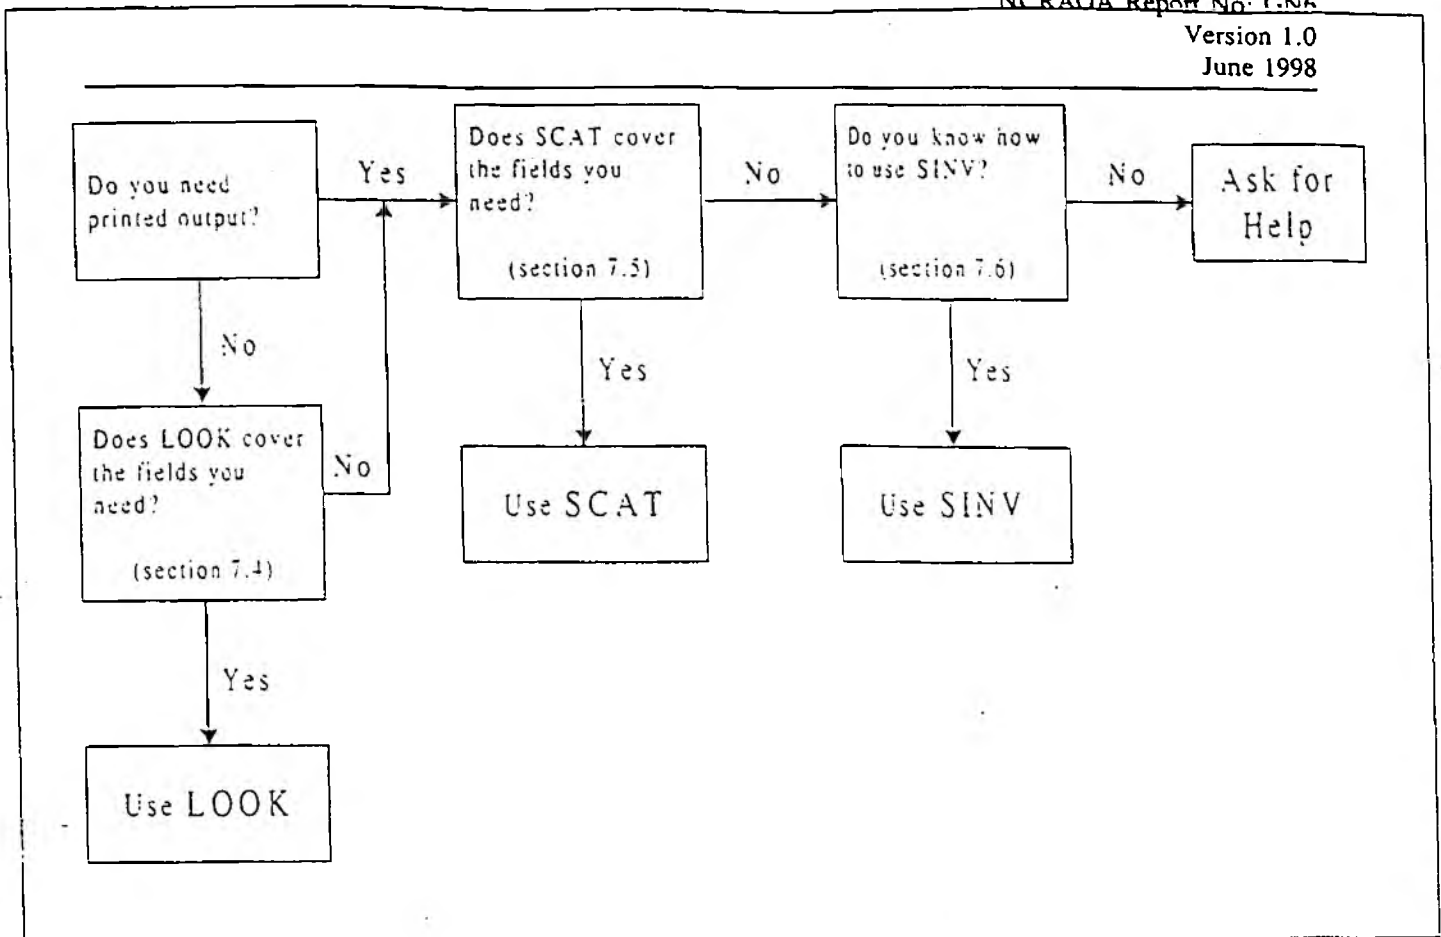 Report No:
Version 1.0
June 1998
Do you need
printed output?
Yes
Does SCAT cover
the fields you
need?
(section 7.5)
No
Do you know how
to use SINV?
(section 7.6)
No
Ask for
Help
No
Does LOOK cover
the fields you
need?
(section 7.4)
No
Yes
Use SCAT
Yes
Use SINV
Yes
Use LOOK